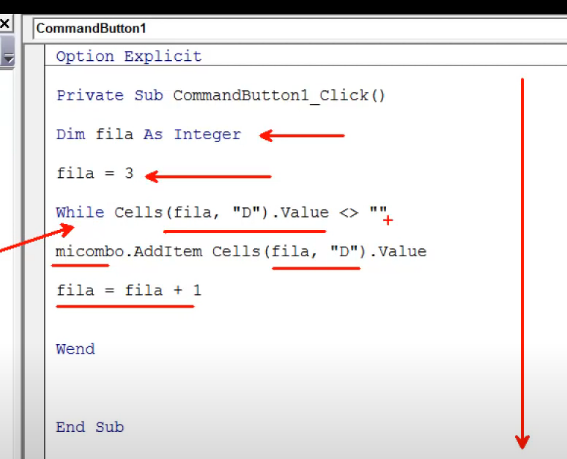 CommandButton1
Option Explicit
Private Sub CommandButton1_Click()
Dim fila As Integer
fila = 3
While Cells(fila, "D").Value <> ""
micombo.AddItem Cells(fila, "D").Value
fila = fila + 1
Wend
End Sub